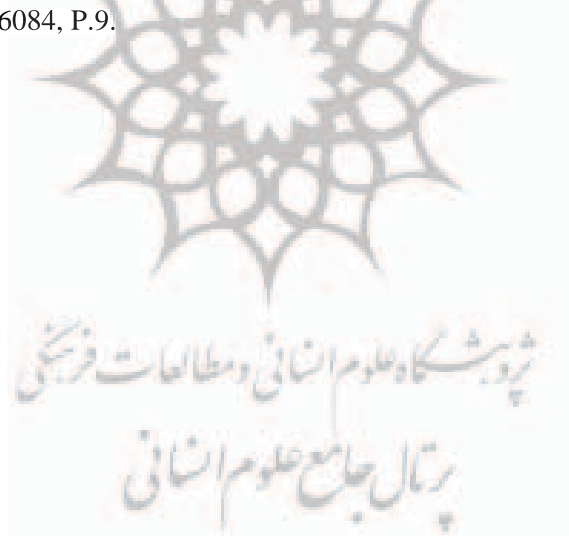 6084, P.9.
پژوهشگاه علوم انسانی و مطالعات فرهنگی
پرتال جامع علوم انسانی